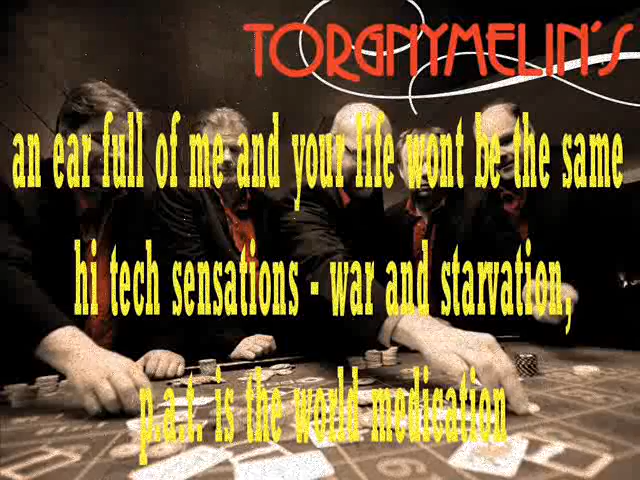 TORGNYMELIN'S
an ear full of me and your life wont be the same
hi tech sensations - war and starvation,
p.a.t. is the would medication